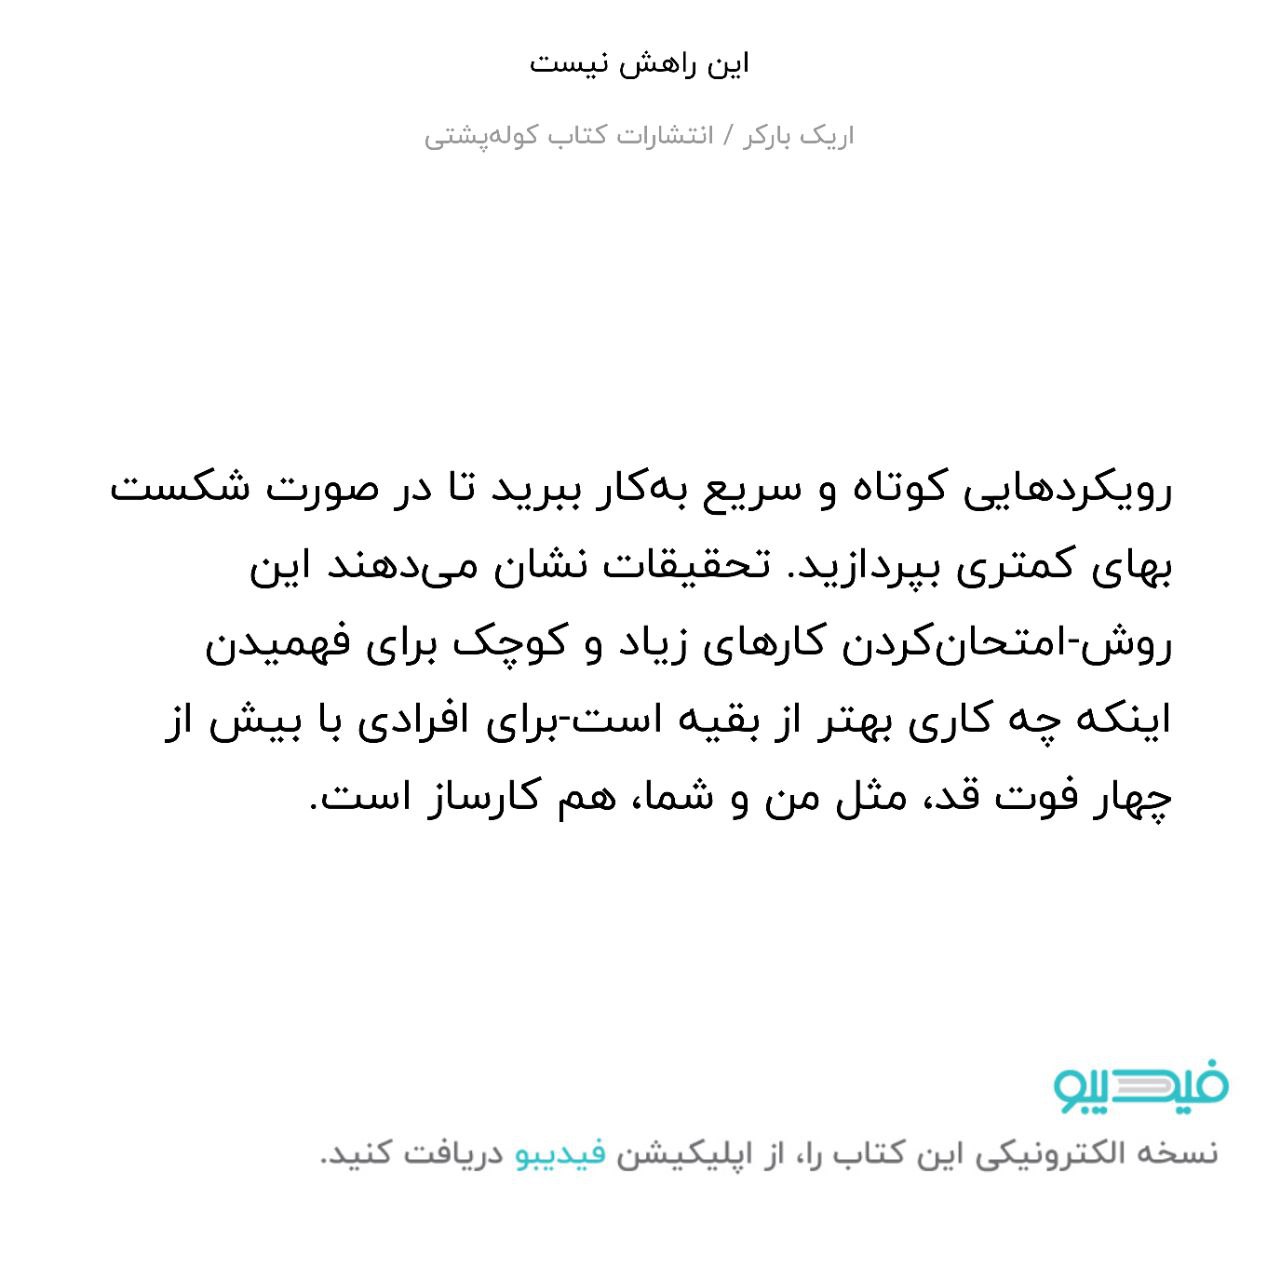 این راهش نیست
اریک بارکر / انتشارات کتاب کوله‌پشتی
رویکردهایی کوتاه و سریع به‌کار ببرید تا در صورت شکست
بهای کمتری بپردازید. تحقیقات نشان می‌دهند این
روش-امتحان‌کردن کارهای زیاد و کوچک برای فهمیدن
اینکه چه کاری بهتر از بقیه است-برای افرادی با بیش از
چهار فوت قد، مثل من و شما، هم کارساز است.
فیدیبو
نسخه الکترونیکی این کتاب را، از اپلیکیشن فیدیبو دریافت کنید.